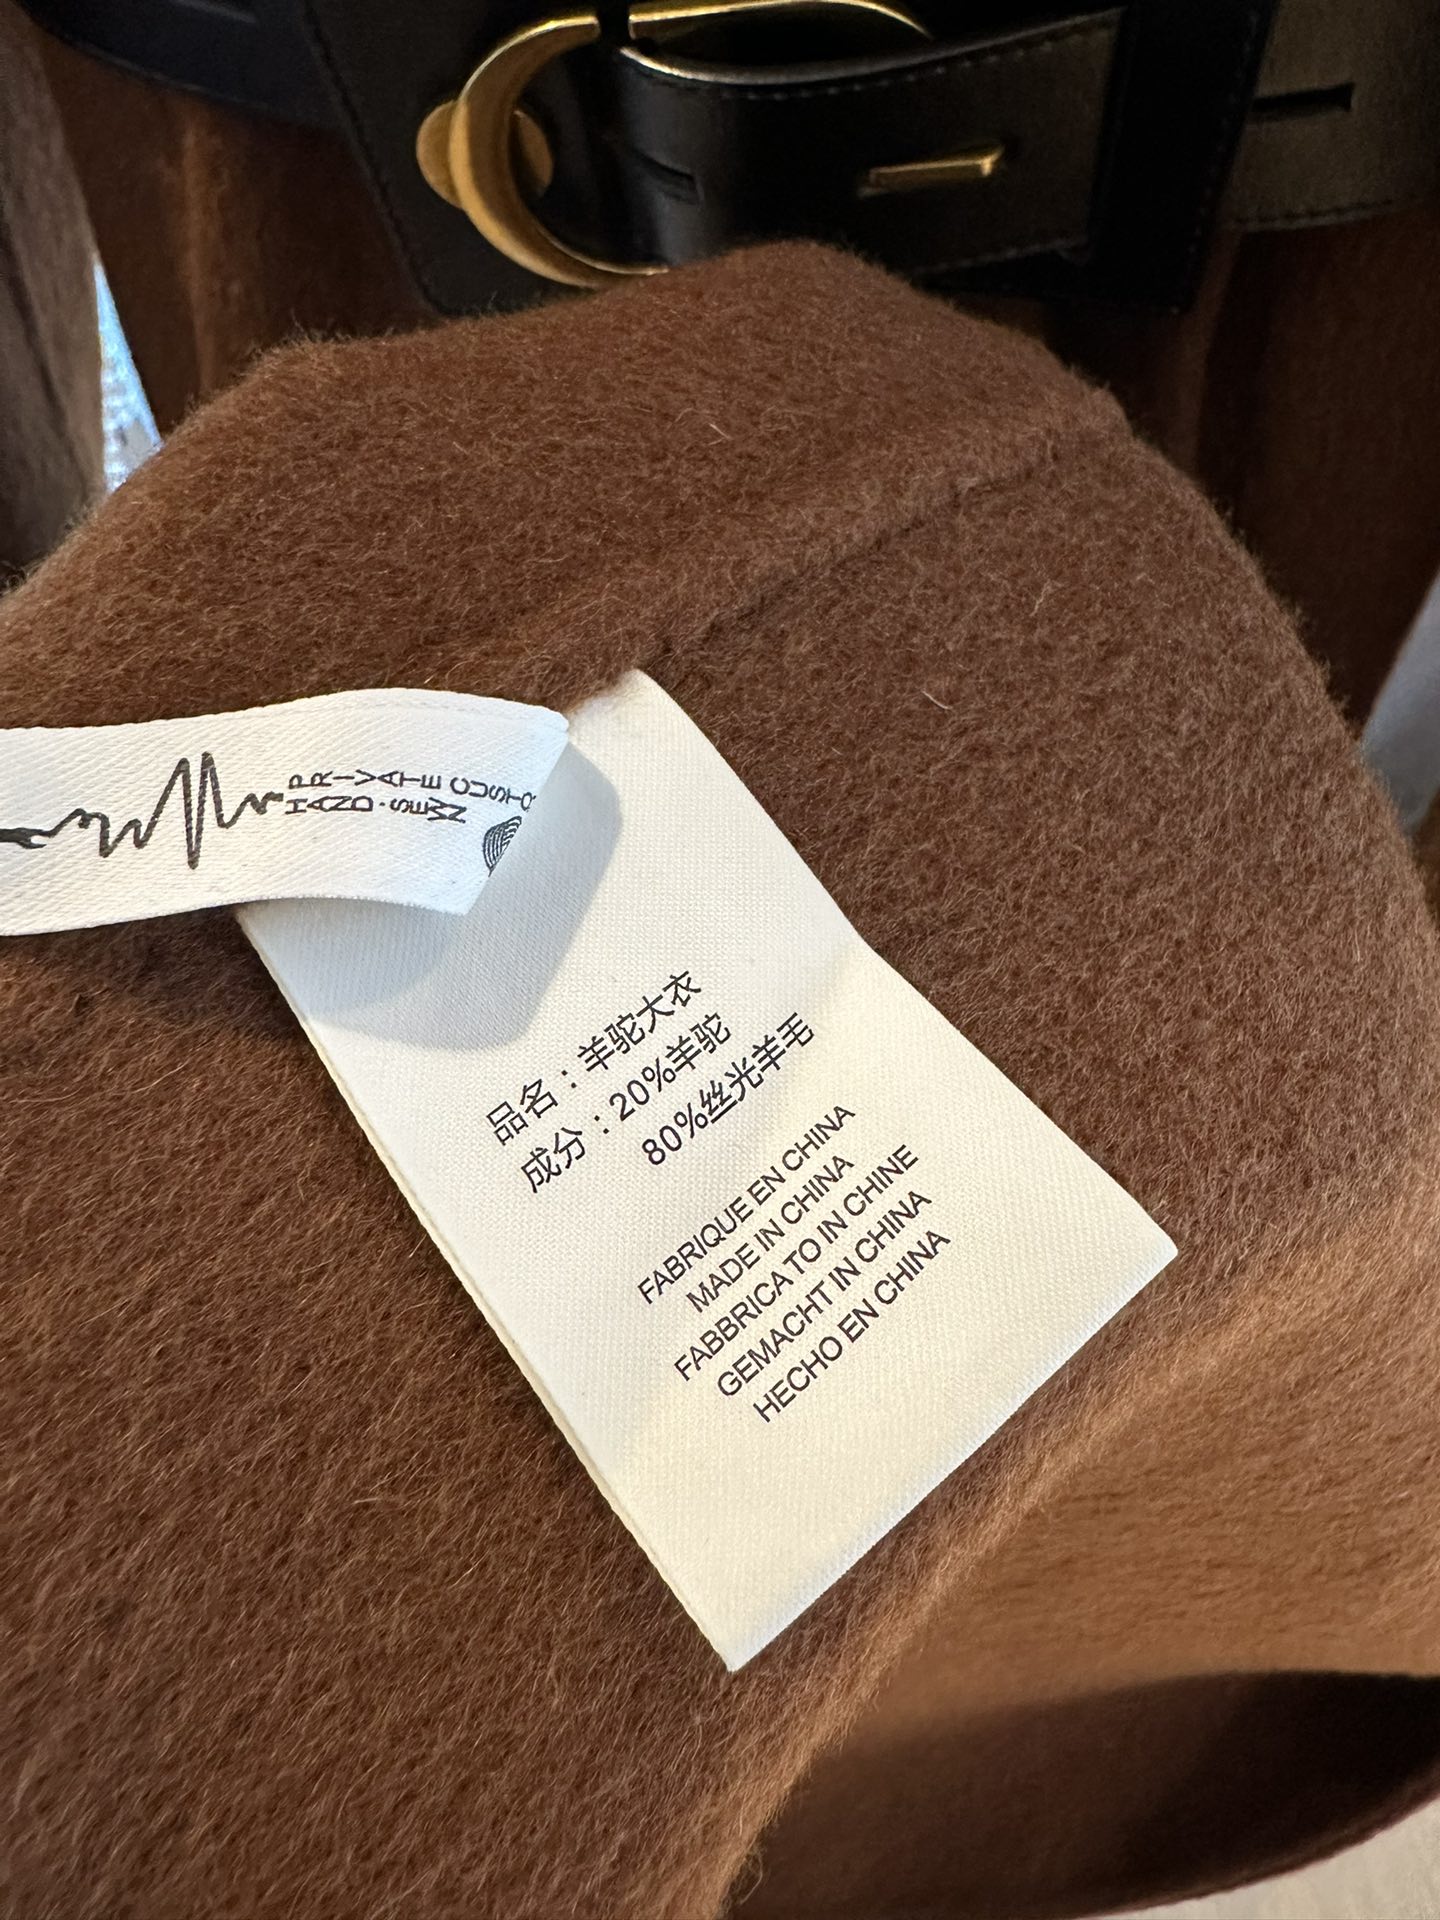 PRIVATE CUSTO
HAND·SEWN
品名：羊驼大衣
成分：20%羊驼
80%丝光羊毛
FABRIQUE EN CHINA
MADE IN CHINA
FABBRICA TO IN CHINE
GEMACHT IN CHINA
HECHO EN CHINA